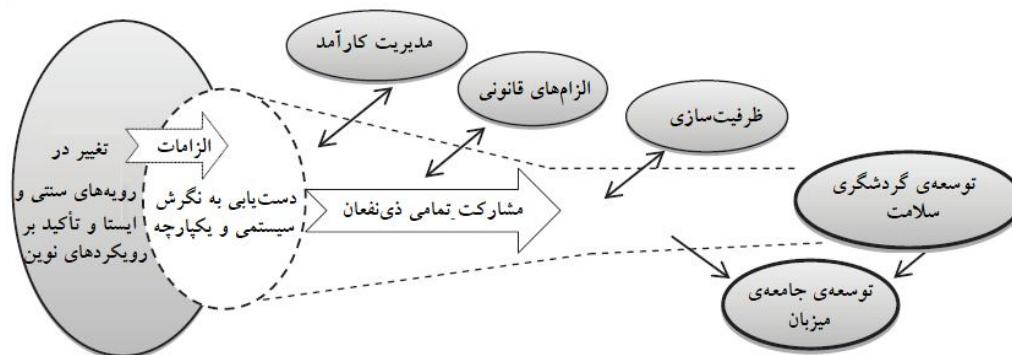 مدیریت کارآمد
الزام‌های قانونی
ظرفیت‌سازی
تغییر در
رویه‌های سنتی و
ایستا و تأکید بر
رویکردهای نوین
الزامات
دست‌یابی به نگرش
سیستمی و یکپارچه
مشارکت تمامی ذی‌نفعان
توسعه‌ی گردشگری
سلامت
توسعه‌ی جامعه‌ی
میزبان